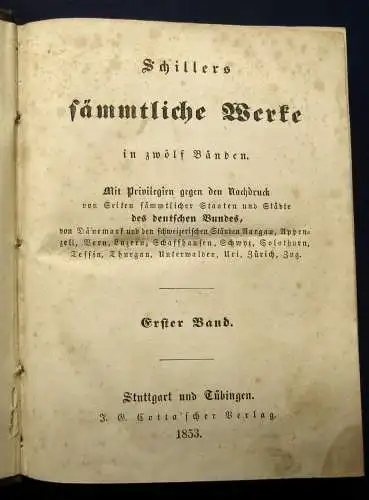 Schillers
sämmtliche Werke
in zwölf Bänden.
Mit Privilegien gegen den Nachdruck
von Seiten sämmtlicher Staaten und Städte
des deutschen Bundes,
von Dänemark und den schweizerischen Ständen Aargau, Appen-
zell, Bern, Luzern, Schaffhausen, Schwyz, Solothurn,
Tessin, Thurgau, Unterwalden, Uri, Zürich, Zug.
Erster Band.
Stuttgart und Tübingen.
J. G. Cotta'scher Verlag.
1853.